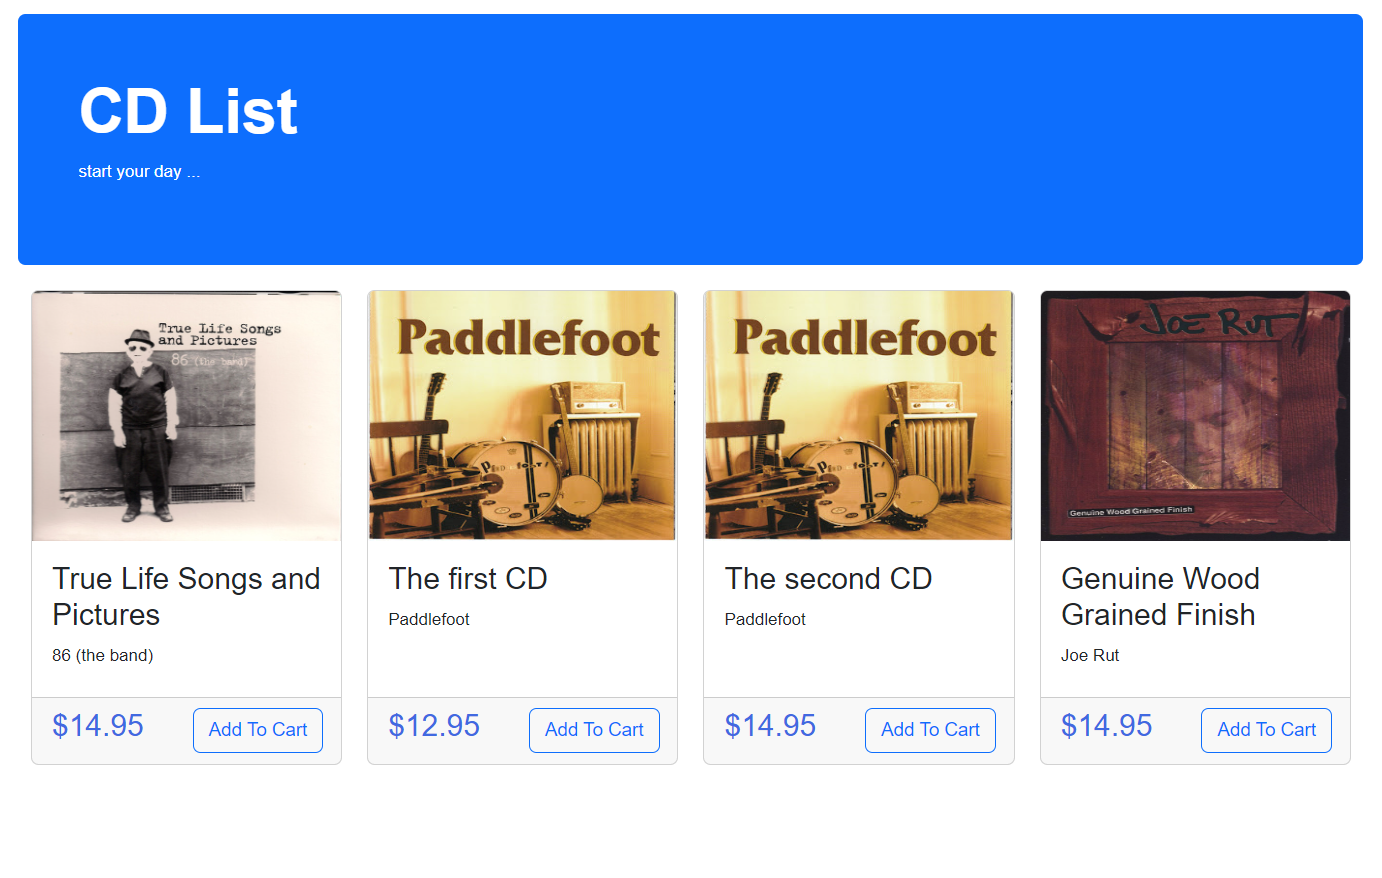 CD List
start your day ...
True Life Songs
and Pictures
86 (the band)
Paddlefoot
Paddlefoot
JOE RUT
Genuine Wood Grained Finish
True Life Songs and
Pictures
86 (the band)
The first CD
Paddlefoot
The second CD
Paddlefoot
Genuine Wood
Grained Finish
Joe Rut
$14.95
Add To Cart
$12.95
Add To Cart
$14.95
Add To Cart
$14.95
Add To Cart